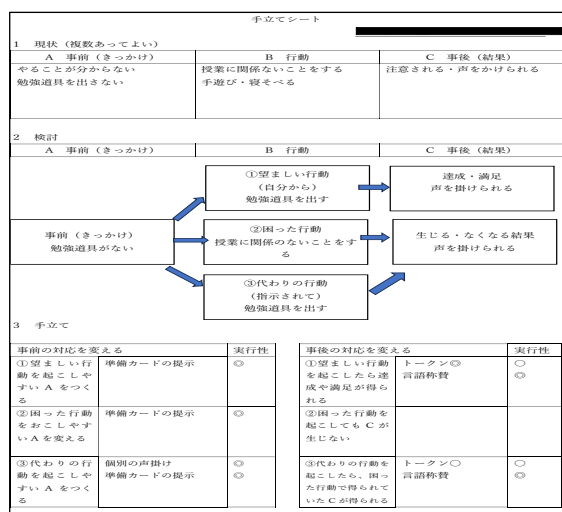 手立てシート
1 現状（複数あってよい）
A 事前（きっかけ） B 行動 C 事後（結果）
やることが分からない 授業に関係ないことをする 注意される・声をかけられる
勉強道具を出さない 手遊び・寝そべる
2 検討
A 事前（きっかけ） B 行動 C 事後（結果）
①望ましい行動
（自分から）
勉強道具を出す
達成・満足
声を掛けられる
事前（きっかけ）
勉強道具がない
②困った行動
授業に関係のないことをす
る
生じる・なくなる結果
声を掛けられる
③代わりの行動
（指示されて）
勉強道具を出す
3 手立て
事前の対応を変える 実行性
①望ましい行 準備カードの提示 ◎
動を起こしや
すい A をつく
る
②困った行動 準備カードの提示 ◎
をおこしやす
い A を変える
③代わりの行 個別の声掛け ◎
動を起こしや 準備カードの提示 ◎
すい A をつく
る
事後の対応を変える 実行性
①望ましい行動 トークン◎ ○
を起こしたら達 言語称賛 ◎
成や満足が得ら
れる
②困った行動を
起こしても C が
生じない
③代わりの行動を トークン○ ○
起こしたら、困っ 言語称賛 ◎
た行動で得られて
いた C が得られる